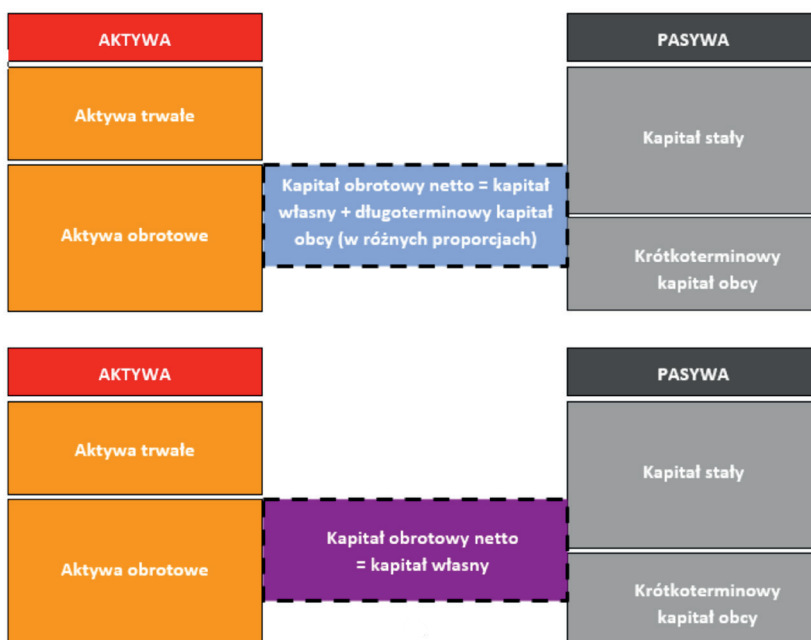 AKTYWA
PASYWA
Aktywa trwałe
Kapitał stały
Kapitał obrotowy netto = kapitał
własny + długoterminowy kapitał
obcy (w różnych proporcjach)
Aktywa obrotowe
Krótkoterminowy
kapitał obcy
AKTYWA
PASYWA
Aktywa trwałe
Kapitał stały
Kapitał obrotowy netto
= kapitał własny
Aktywa obrotowe
Krótkoterminowy
kapitał obcy